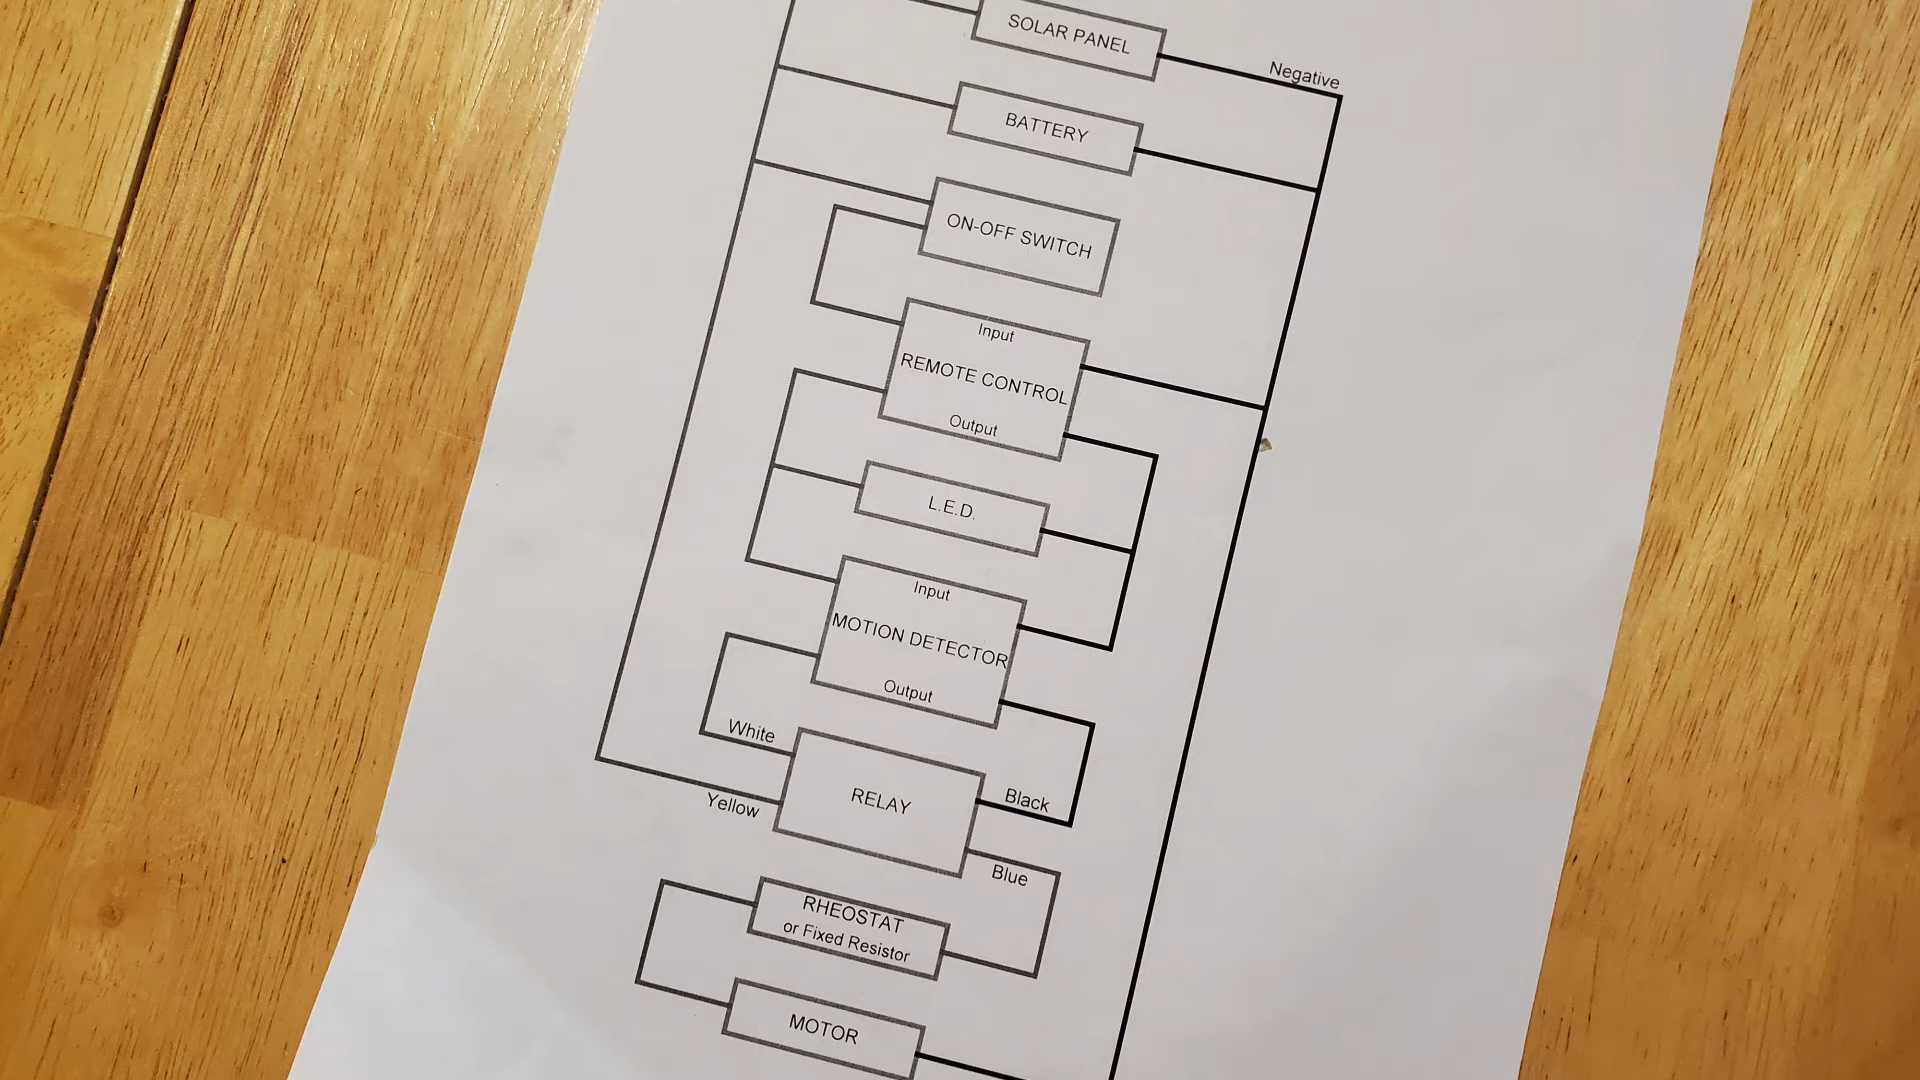 SOLAR PANEL
Negative
BATTERY
ON-OFF SWITCH
Input
REMOTE CONTROL
Output
L.E.D.
Input
MOTION DETECTOR
Output
White
RELAY
Black
Yellow
Blue
RHEOSTAT
or Fixed Resistor
MOTOR